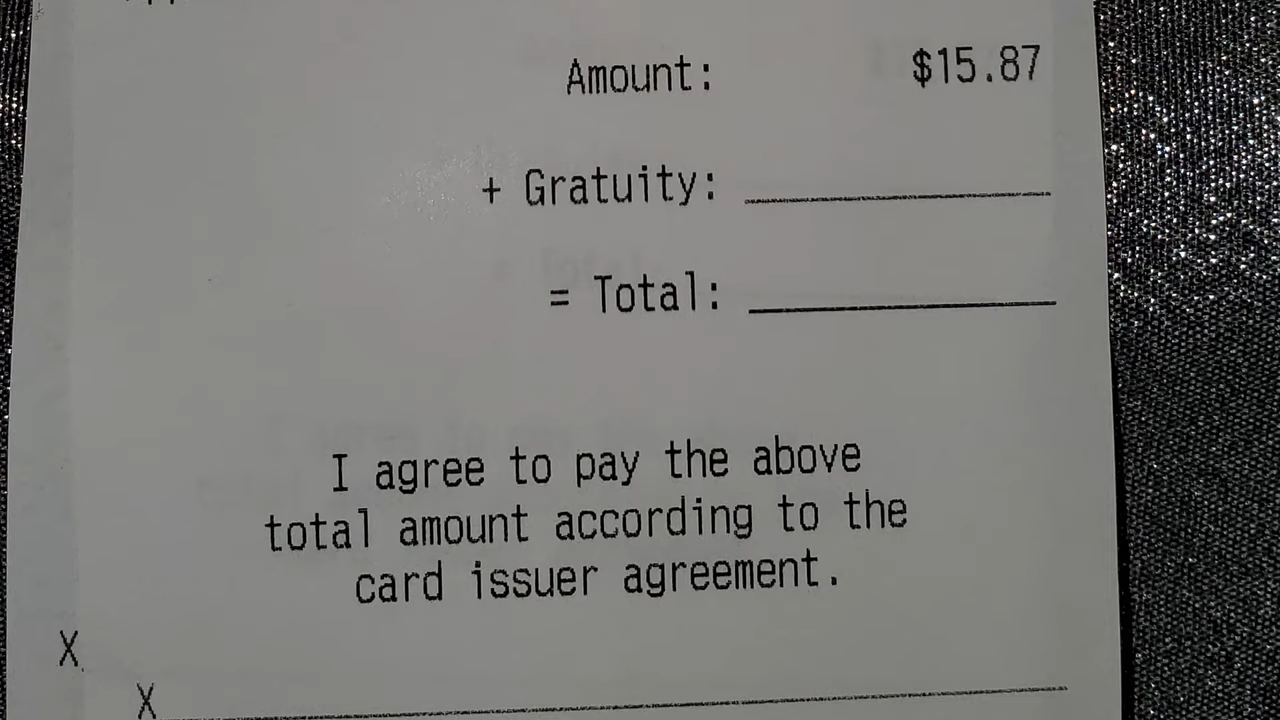 Amount: $15.87
+ Gratuity:
= Total:
I agree to pay the above
total amount according to the
card issuer agreement.
X
X